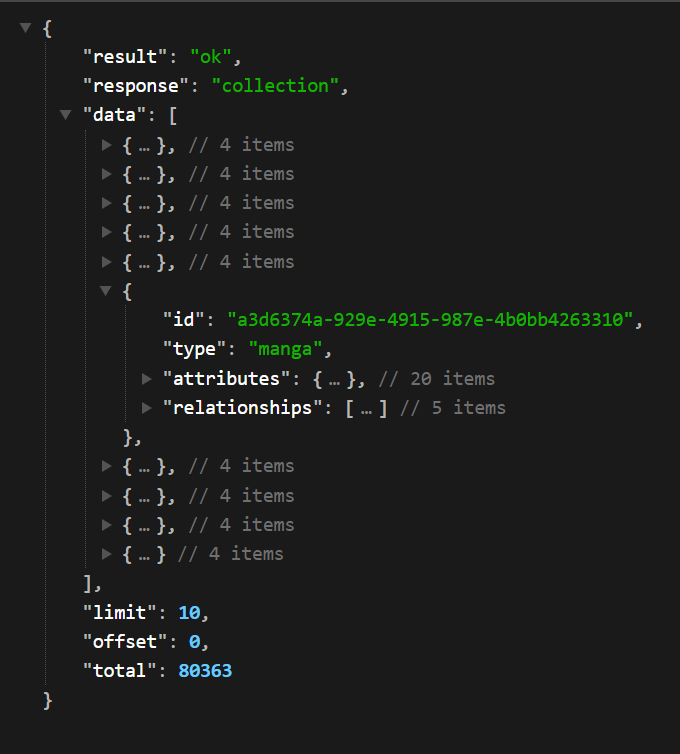 {
"result": "ok",
"response": "collection",
"data": [
{ … }, // 4 items
{ … }, // 4 items
{ … }, // 4 items
{ … }, // 4 items
{ … }, // 4 items
{
"id": "a3d6374a-929e-4915-987e-4b0bb4263310",
"type": "manga",
"attributes": { … }, // 20 items
"relationships": [ … ] // 5 items
},
{ … }, // 4 items
{ … }, // 4 items
{ … }, // 4 items
{ … } // 4 items
],
"limit": 10,
"offset": 0,
"total": 80363
}